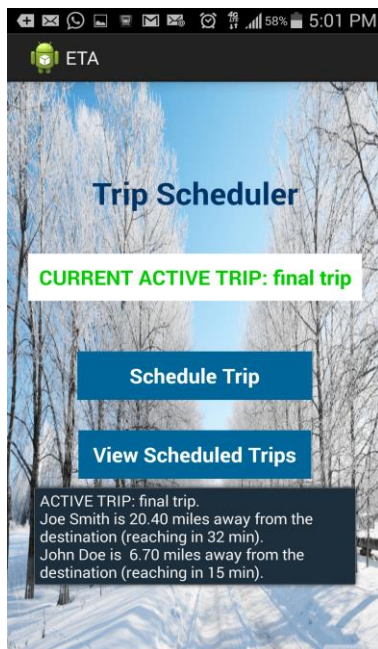 4G 58% 5:01 PM
ETA
Trip Scheduler
CURRENT ACTIVE TRIP: final trip
Schedule Trip
View Scheduled Trips
ACTIVE TRIP: final trip.
Joe Smith is 20.40 miles away from the
destination (reaching in 32 min).
John Doe is  6.70 miles away from the
destination (reaching in 15 min).